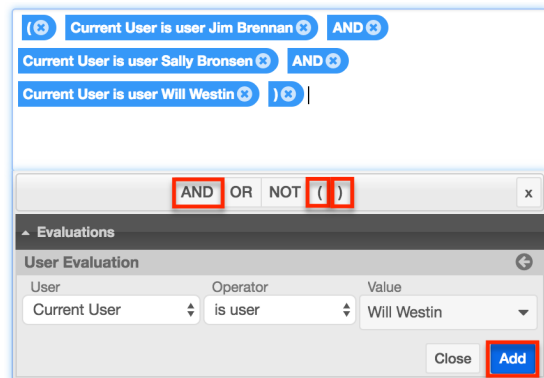 ( Current User is user Jim Brennan AND
Current User is user Sally Bronsen AND
Current User is user Will Westin )
AND OR NOT ( ) x
Evaluations
User Evaluation
User Operator Value
Current User is user Will Westin
Close Add